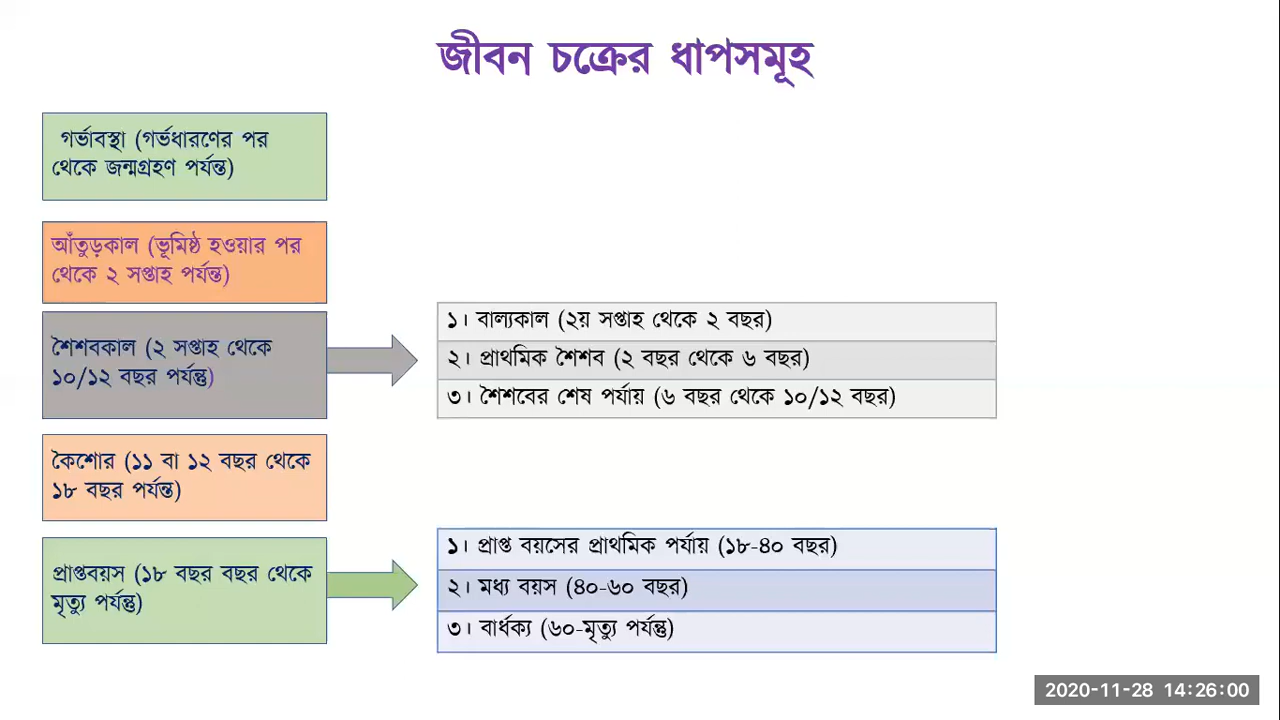 জীবন চক্রের ধাপসমূহ
গর্ভাবস্থা (গর্ভধারণের পর
থেকে জন্মগ্রহণ পর্যন্ত)
আঁতুড়কাল (ভূমিষ্ঠ হওয়ার পর
থেকে ২ সপ্তাহ পর্যন্ত)
শৈশবকাল (২ সপ্তাহ থেকে
১০/১২ বছর পর্যন্তু)
১। বাল্যকাল (২য় সপ্তাহ থেকে ২ বছর)
২। প্রাথমিক শৈশব (২ বছর থেকে ৬ বছর)
৩। শৈশবের শেষ পর্যায় (৬ বছর থেকে ১০/১২ বছর)
কৈশোর (১১ বা ১২ বছর থেকে
১৮ বছর পর্যন্ত)
প্রাপ্তবয়স (১৮ বছর বছর থেকে
মৃত্যু পর্যন্তু)
১। প্রাপ্ত বয়সের প্রাথমিক পর্যায় (১৮-৪০ বছর)
২। মধ্য বয়স (৪০-৬০ বছর)
৩। বার্ধক্য (৬০-মৃত্যু পর্যন্তু)
2020-11-28 14:26:00